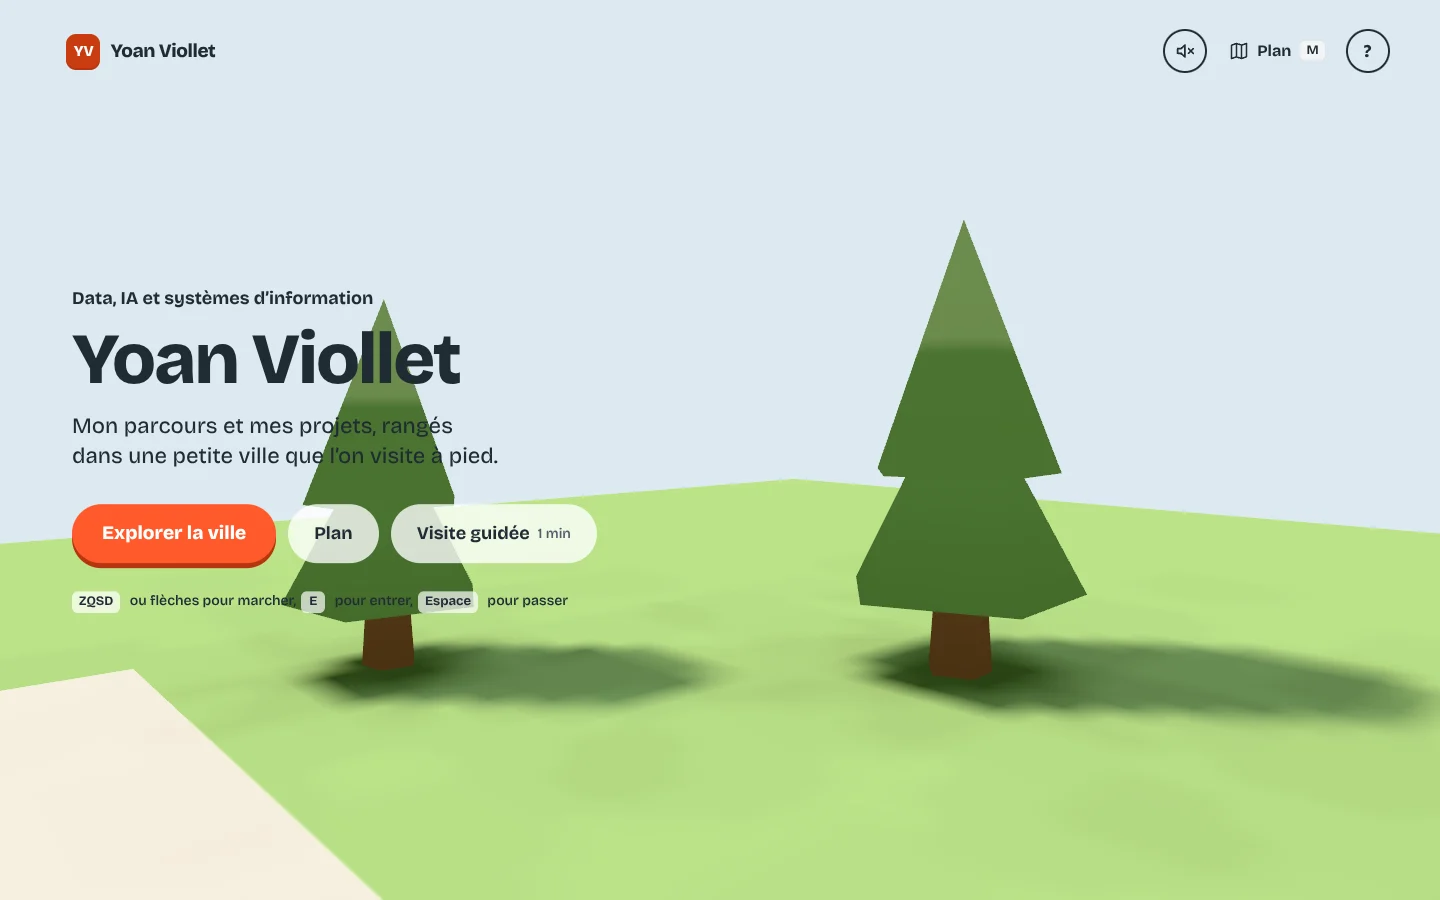 YV Yoan Viollet
Plan M ?
Data, IA et systèmes d'information
Yoan Viollet
Mon parcours et mes projets, rangés
dans une petite ville que l'on visite à pied.
Explorer la ville Plan Visite guidée 1 min
ZQSD ou flèches pour marcher, E pour entrer, Espace pour passer